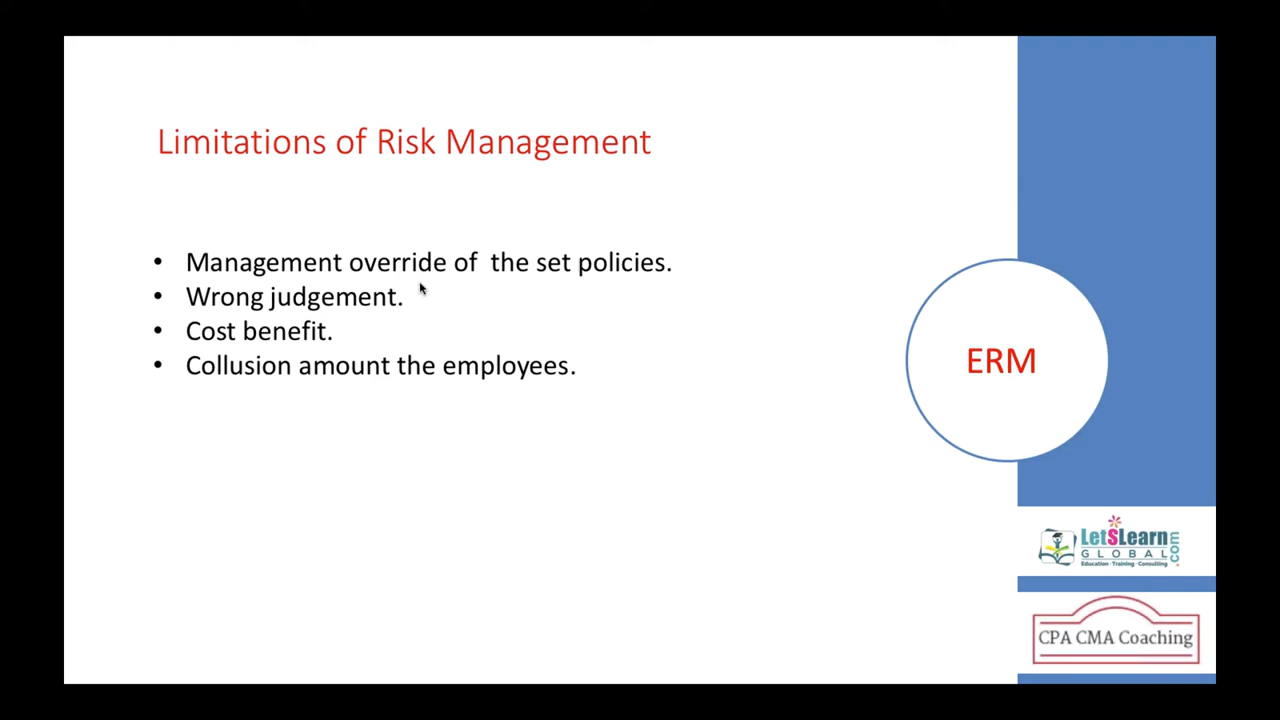 Limitations of Risk Management
• Management override of the set policies.
• Wrong judgement.
• Cost benefit.
• Collusion amount the employees.
ERM
LetSLearn
GLOBAL
.com
Education · Training · Consulting
CPA CMA Coaching